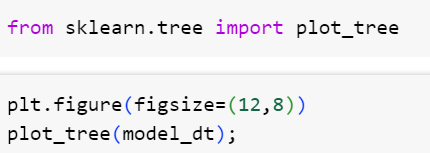 from sklearn.tree import plot_tree
plt.figure(figsize=(12,8))
plot_tree(model_dt);